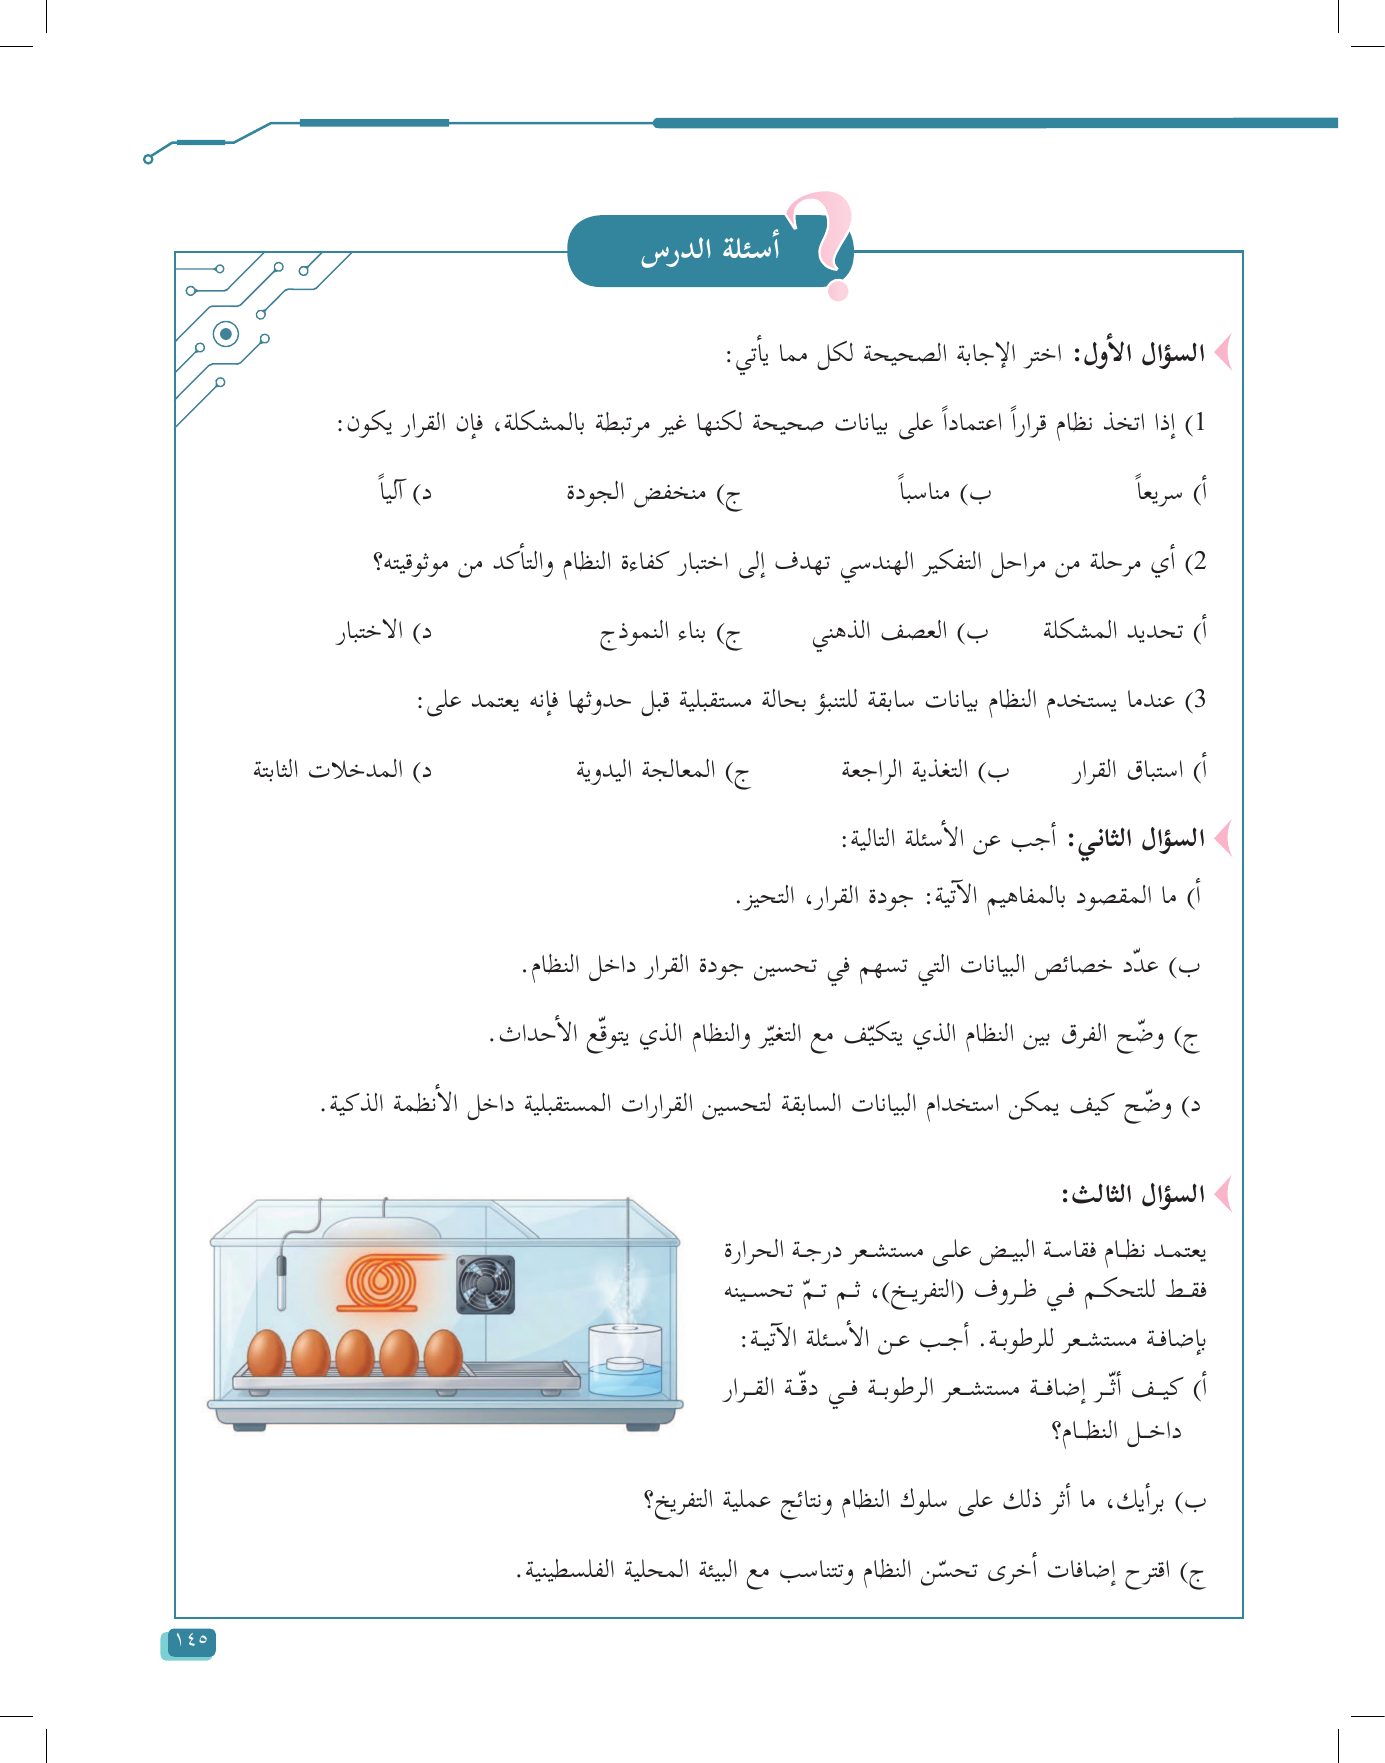 أسئلة الدرس
السؤال الأول: اختر الإجابة الصحيحة لكل مما يأتي:
1) إذا اتخذ نظام قراراً اعتماداً على بيانات صحيحة لكنها غير مرتبطة بالمشكلة، فإن القرار يكون:
أ) سريعاً ب) مناسباً ج) منخفض الجودة د) آلياً
2) أي مرحلة من مراحل التفكير الهندسي تهدف إلى اختبار كفاءة النظام والتأكد من موثوقيته؟
أ) تحديد المشكلة ب) العصف الذهني ج) بناء النموذج د) الاختبار
3) عندما يستخدم النظام بيانات سابقة للتنبؤ بحالة مستقبلية قبل حدوثها فإنه يعتمد على:
أ) استباق القرار ب) التغذية الراجعة ج) المعالجة اليدوية د) المدخلات الثابتة
السؤال الثاني: أجب عن الأسئلة التالية:
أ) ما المقصود بالمفاهيم الآتية: جودة القرار، التحيز.
ب) عدّد خصائص البيانات التي تسهم في تحسين جودة القرار داخل النظام.
ج) وضّح الفرق بين النظام الذي يتكيّف مع التغيّر والنظام الذي يتوقّع الأحداث.
د) وضّح كيف يمكن استخدام البيانات السابقة لتحسين القرارات المستقبلية داخل الأنظمة الذكية.
السؤال الثالث:
يعتمد نظام فقاسة البيض على مستشعر درجة الحرارة
فقط للتحكم في ظروف (التفريخ)، ثم تمّ تحسينه
بإضافة مستشعر للرطوبة. أجب عن الأسئلة الآتية:
أ) كيف أثّر إضافة مستشعر الرطوبة في دقّة القرار
داخل النظام؟
ب) برأيك، ما أثر ذلك على سلوك النظام ونتائج عملية التفريخ؟
ج) اقترح إضافات أخرى تحسّن النظام وتتناسب مع البيئة المحلية الفلسطينية.
١٤٥